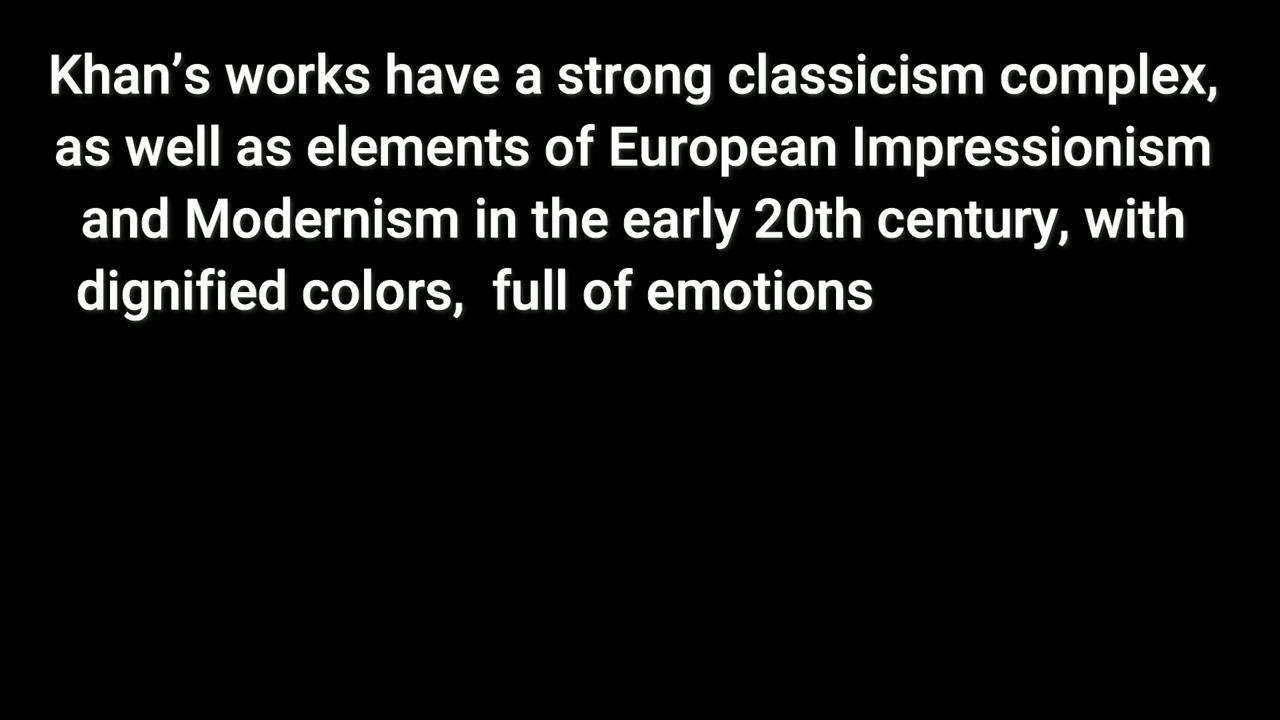 Khan’s works have a strong classicism complex,
as well as elements of European Impressionism
and Modernism in the early 20th century, with
dignified colors,  full of emotions